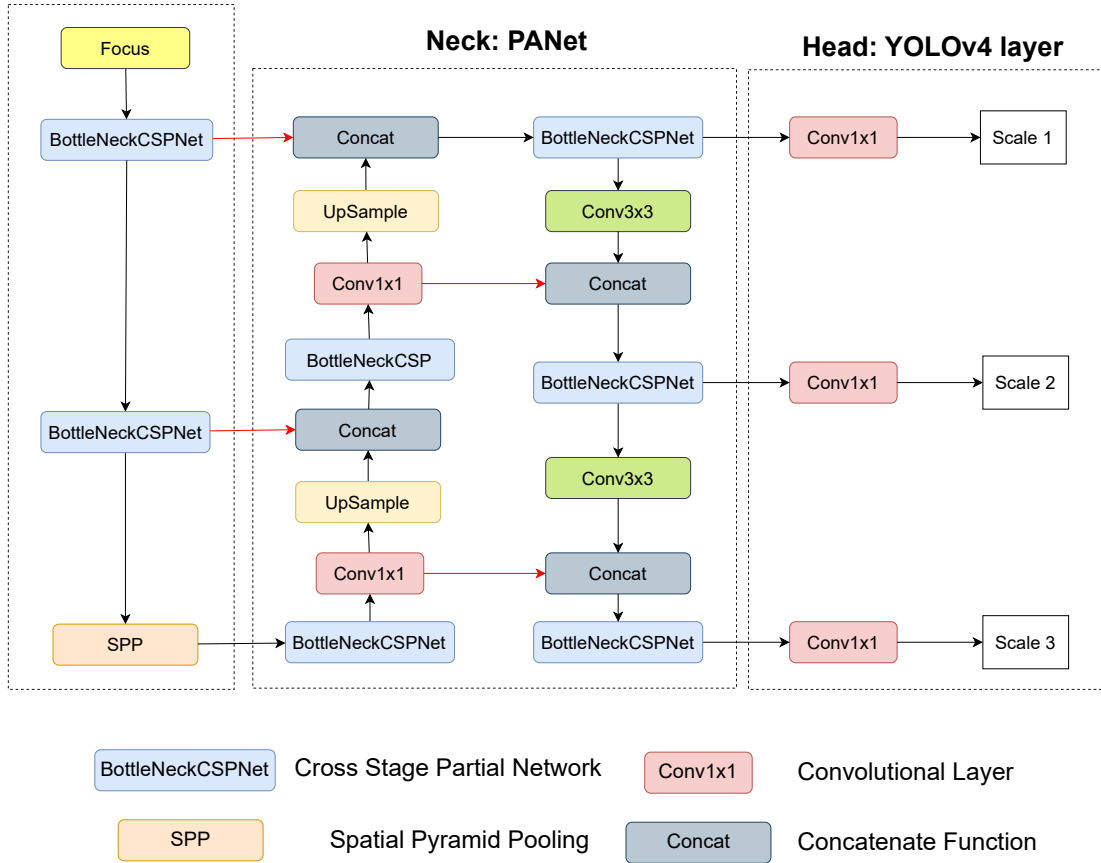 Neck: PANet
Head: YOLOv4 layer
Focus
BottleNeckCSPNet
Concat
BottleNeckCSPNet
Conv1x1
Scale 1
UpSample
Conv3x3
Conv1x1
Concat
BottleNeckCSP
BottleNeckCSPNet
Conv1x1
Scale 2
BottleNeckCSPNet
Concat
Conv3x3
UpSample
Conv1x1
Concat
SPP
BottleNeckCSPNet
BottleNeckCSPNet
Conv1x1
Scale 3
BottleNeckCSPNet
Cross Stage Partial Network
Conv1x1
Convolutional Layer
SPP
Spatial Pyramid Pooling
Concat
Concatenate Function